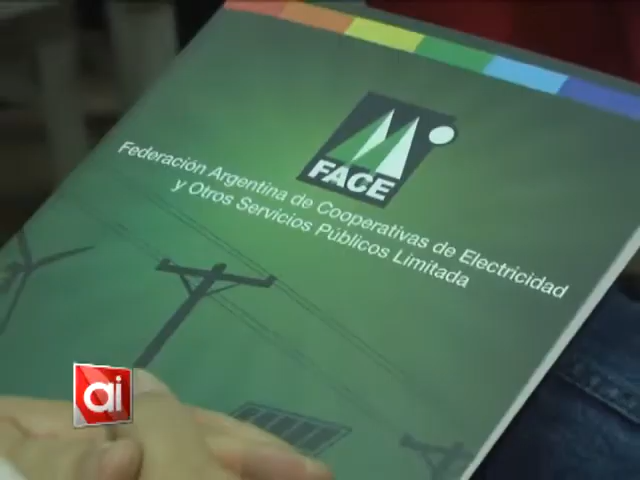 FACE
Federación Argentina de Cooperativas de Electricidad
y Otros Servicios Públicos Limitada
ai